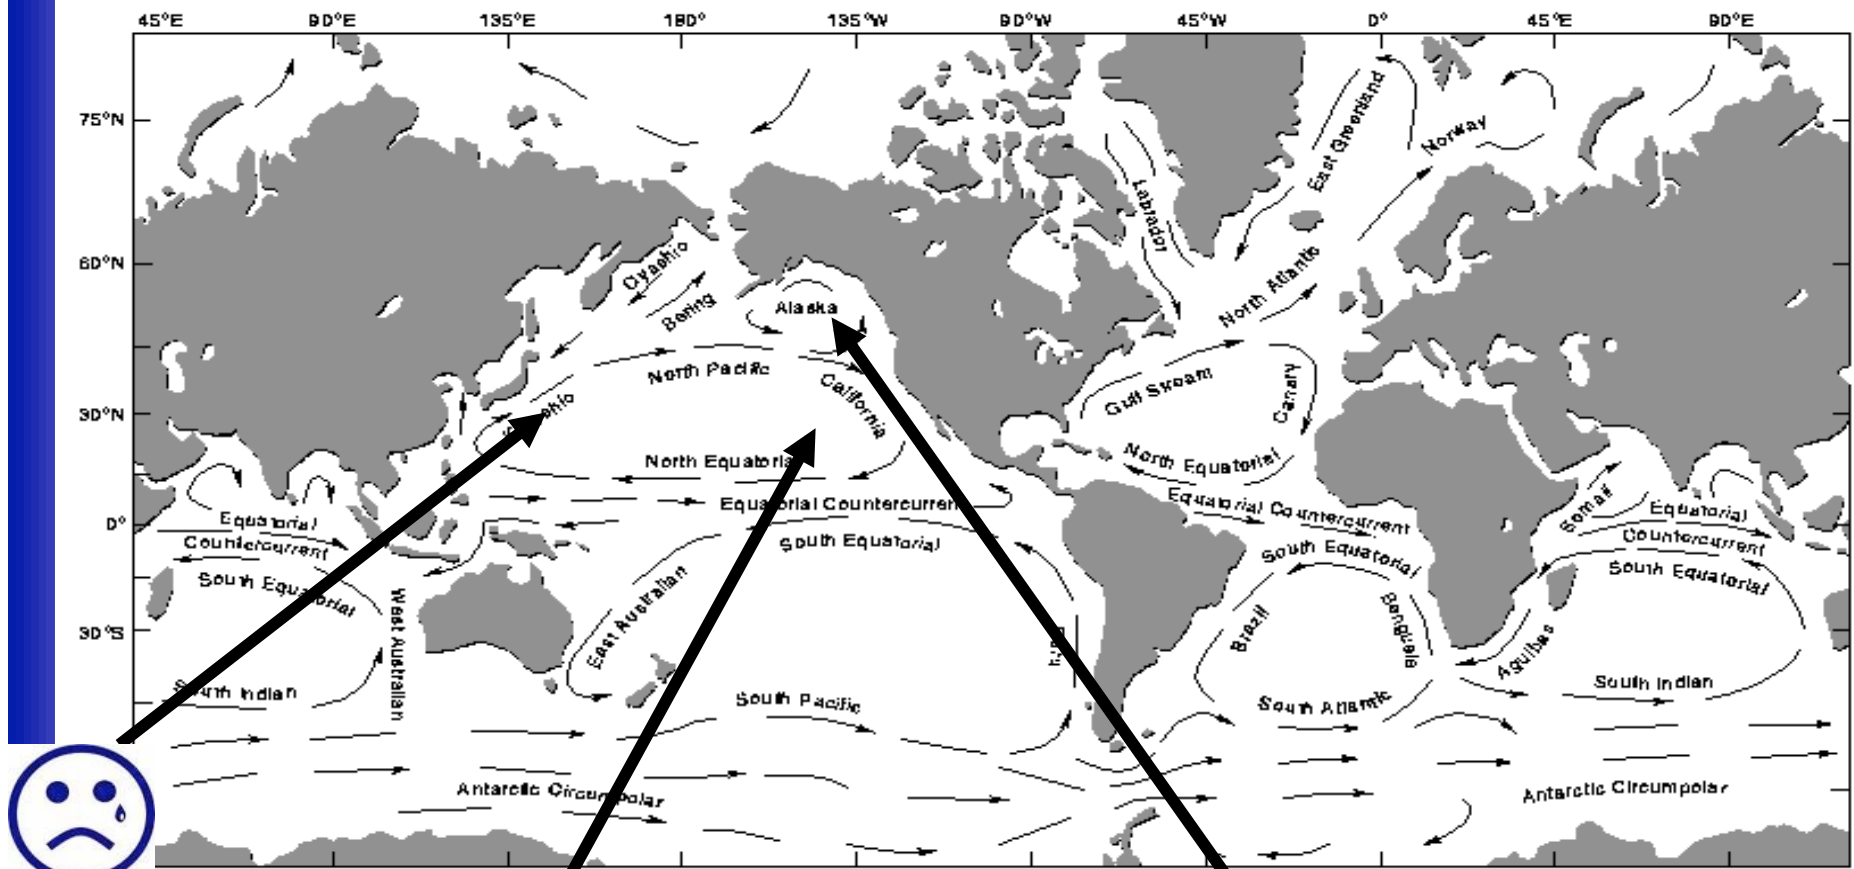 45°E 90°E 135°E 180° 135°W 90°W 45°W 0° 45°E 90°E
75°N
60°N
30°N
0°
30°S
East Greenland
Norway
Labrador
Oyashio
Bering
Alaska
North Atlantic
North Pacific
California
Gulf Stream
Canary
North Equatorial
North Equatorial
Equatorial Countercurrent
Equatorial Countercurrent
Somali
Equatorial
Countercurrent
Equatorial
Countercurrent
South Equatorial
South Equatorial
South Equatorial
South Equatorial
West Australian
East Australian
Brazil
Benguela
Agulhas
South Indian
South Indian
South Pacific
South Atlantic
Antarctic Circumpolar
Antarctic Circumpolar